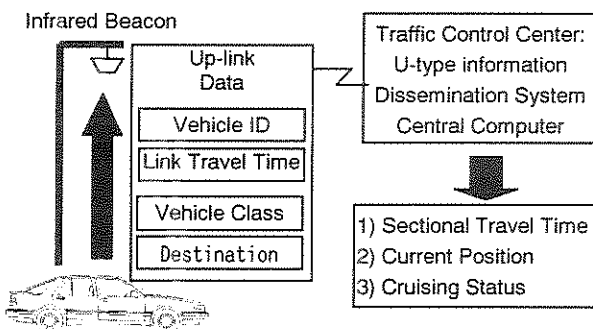 Infrared Beacon
Up-link
Data
Vehicle ID
Link Travel Time
Vehicle Class
Destination
Traffic Control Center:
U-type information
Dissemination System
Central Computer
1) Sectional Travel Time
2) Current Position
3) Cruising Status